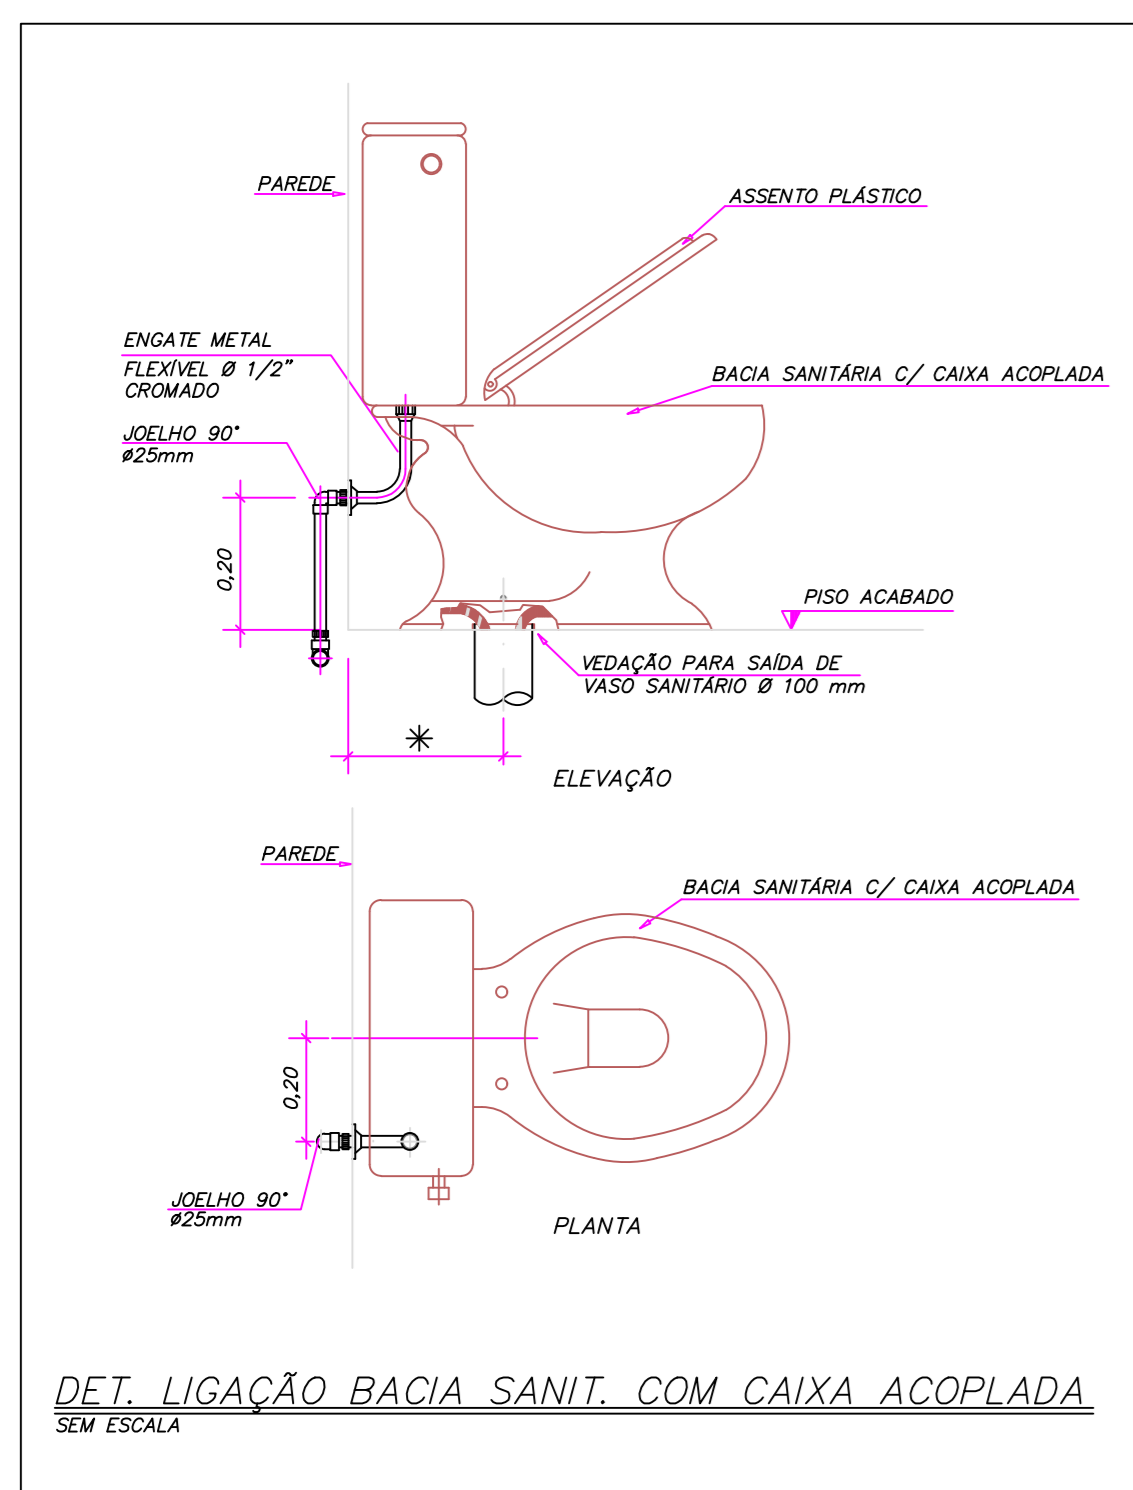 PAREDE
ASSENTO PLÁSTICO
ENGATE METAL
FLEXÍVEL Ø 1/2"
CROMADO
BACIA SANITÁRIA C/ CAIXA ACOPLADA
JOELHO 90°
ø25mm
0,20
PISO ACABADO
VEDAÇÃO PARA SAÍDA DE
VASO SANITÁRIO Ø 100 mm
*
ELEVAÇÃO
PAREDE
BACIA SANITÁRIA C/ CAIXA ACOPLADA
0,20
JOELHO 90°
ø25mm
PLANTA
DET. LIGAÇÃO BACIA SANIT. COM CAIXA ACOPLADA
SEM ESCALA